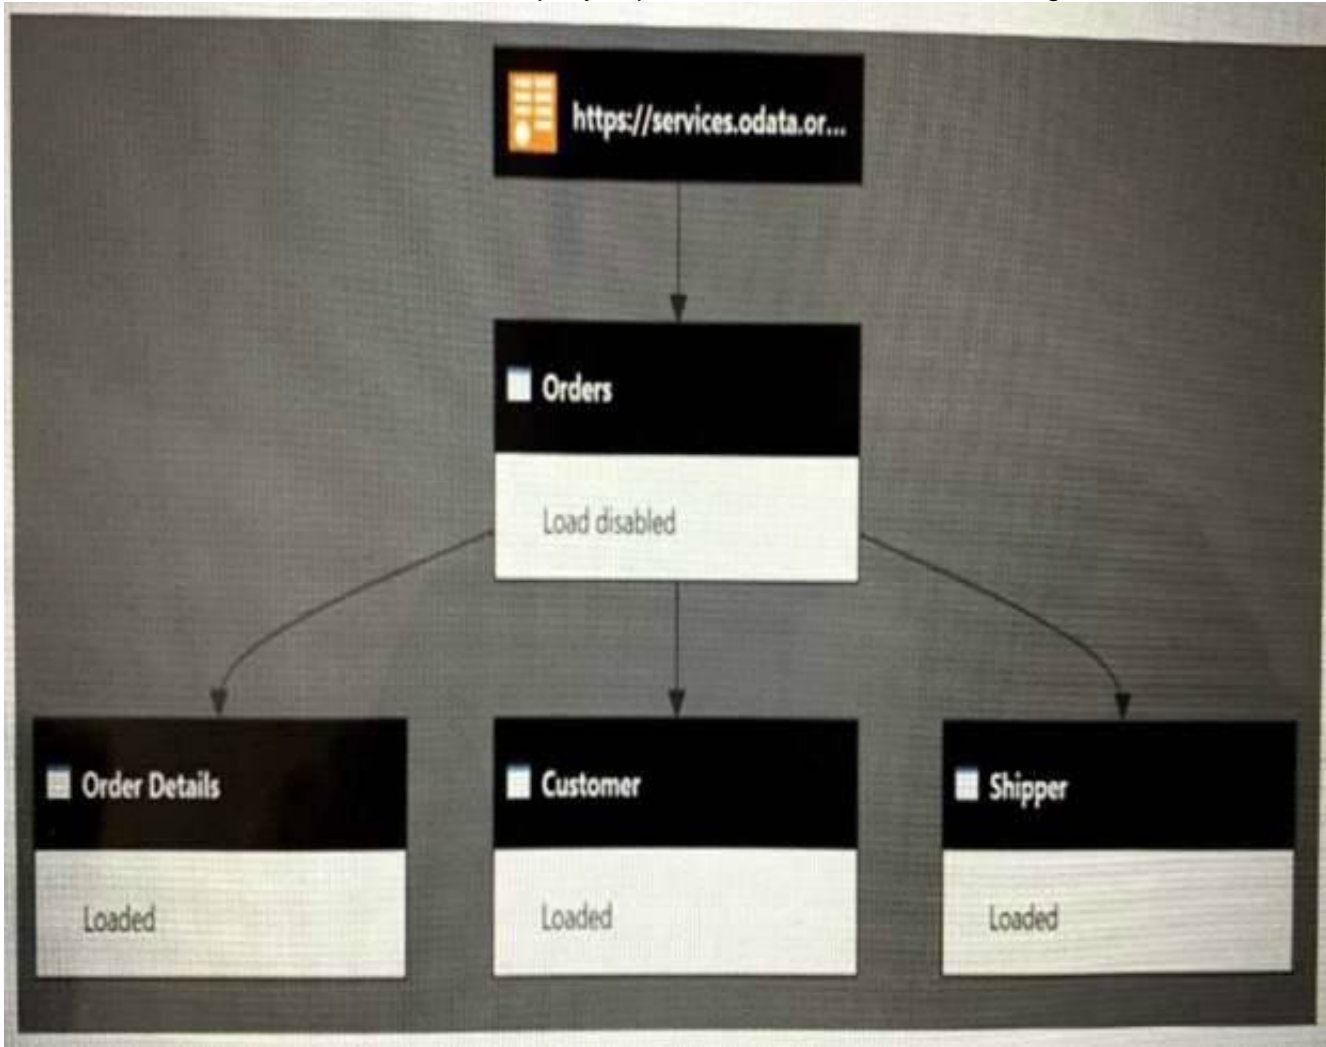 https://services.odata.or...
Orders
Load disabled
Order Details
Customer
Shipper
Loaded
Loaded
Loaded